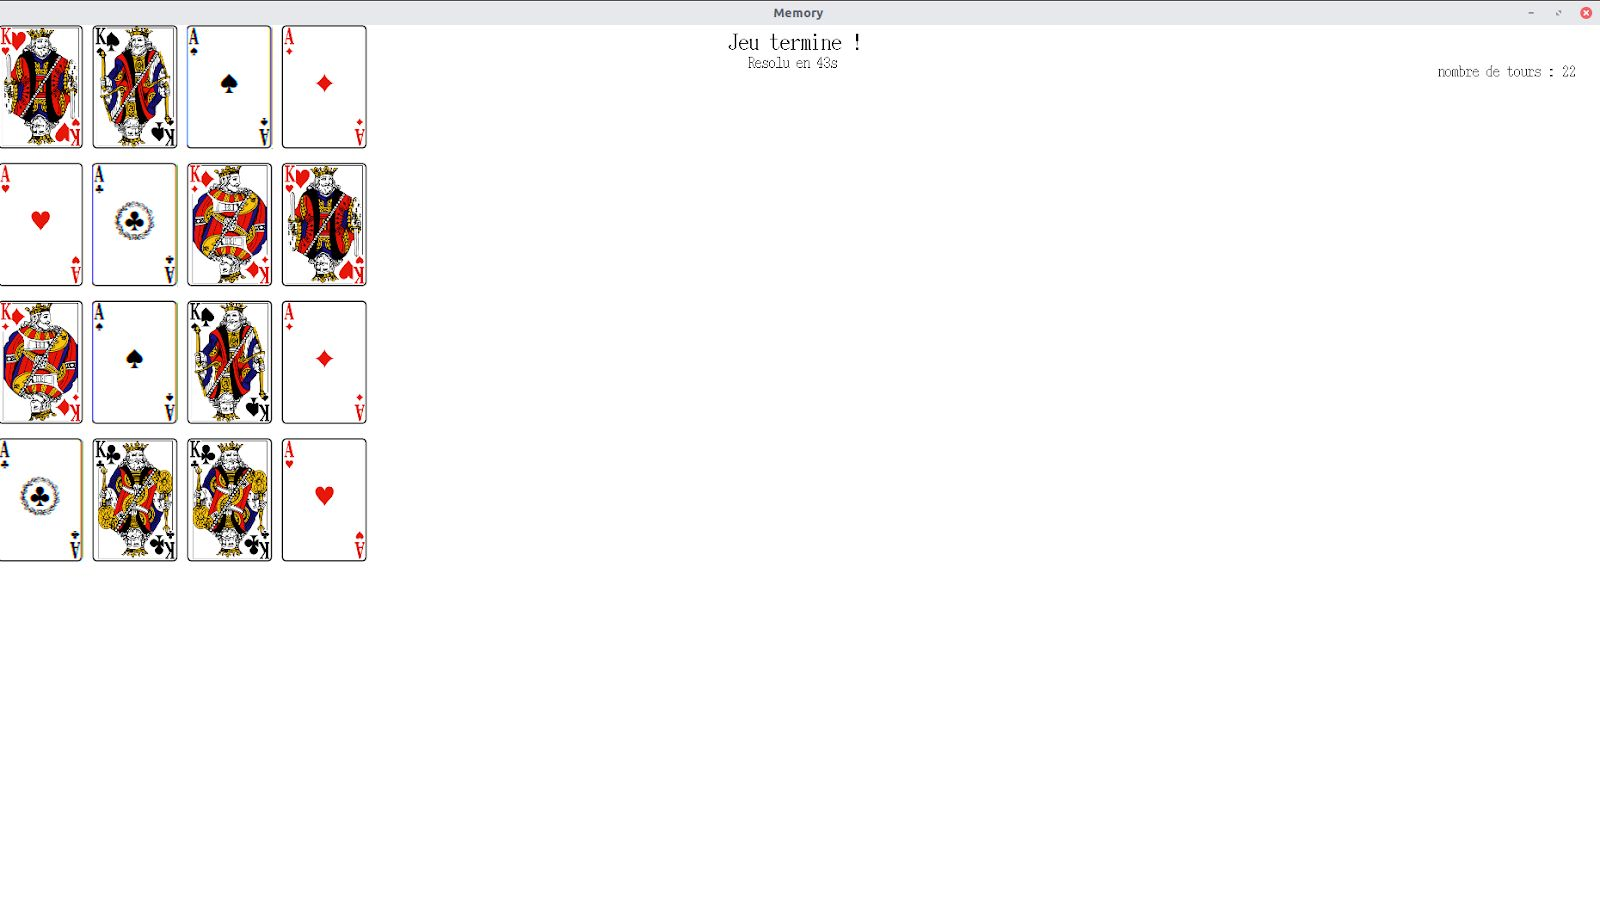 Memory
Jeu termine !
Resolu en 43s
nombre de tours : 22
K K A A
K K A A
A A K K
A A K K
K A K A
K A K A
A K K A
A K K A